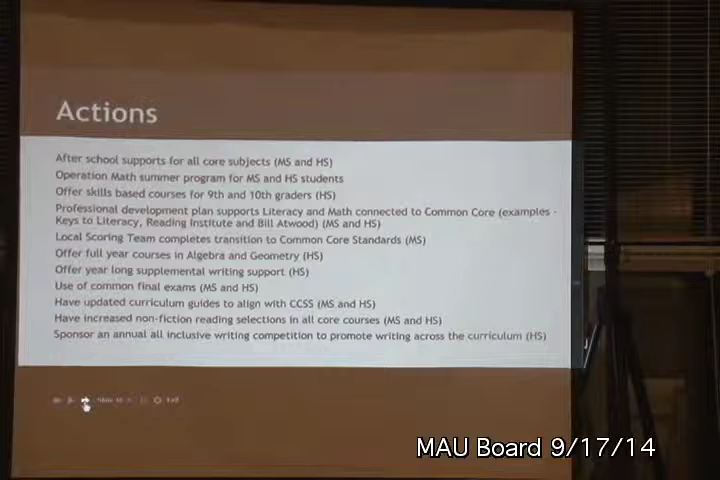 Actions
After school supports for all core subjects (MS and HS)
Operation Math summer program for MS and HS students
Offer skills based courses for 9th and 10th graders (HS)
Professional development plan supports Literacy and Math connected to Common Core (examples -
Keys to Literacy, Reading Institute and Bill Atwood) (MS and HS)
Local Scoring Team completes transition to Common Core Standards (MS)
Offer full year courses in Algebra and Geometry (HS)
Offer year long supplemental writing support (HS)
Use of common final exams (MS and HS)
Have updated curriculum guides to align with CCSS (MS and HS)
Have increased non-fiction reading selections in all core courses (MS and HS)
Sponsor an annual all inclusive writing competition to promote writing across the curriculum (HS)
Exit
MAU Board 9/17/14